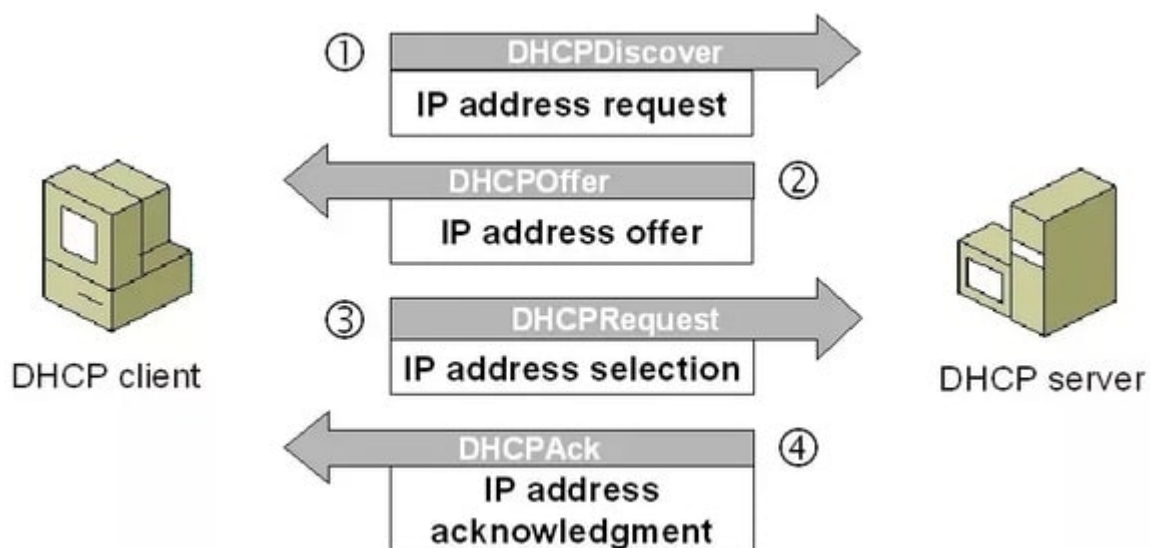 ①
DHCPDiscover
IP address request
DHCPOffer
②
IP address offer
③
DHCPRequest
IP address selection
DHCP client
DHCP server
DHCPAck
④
IP address
acknowledgment